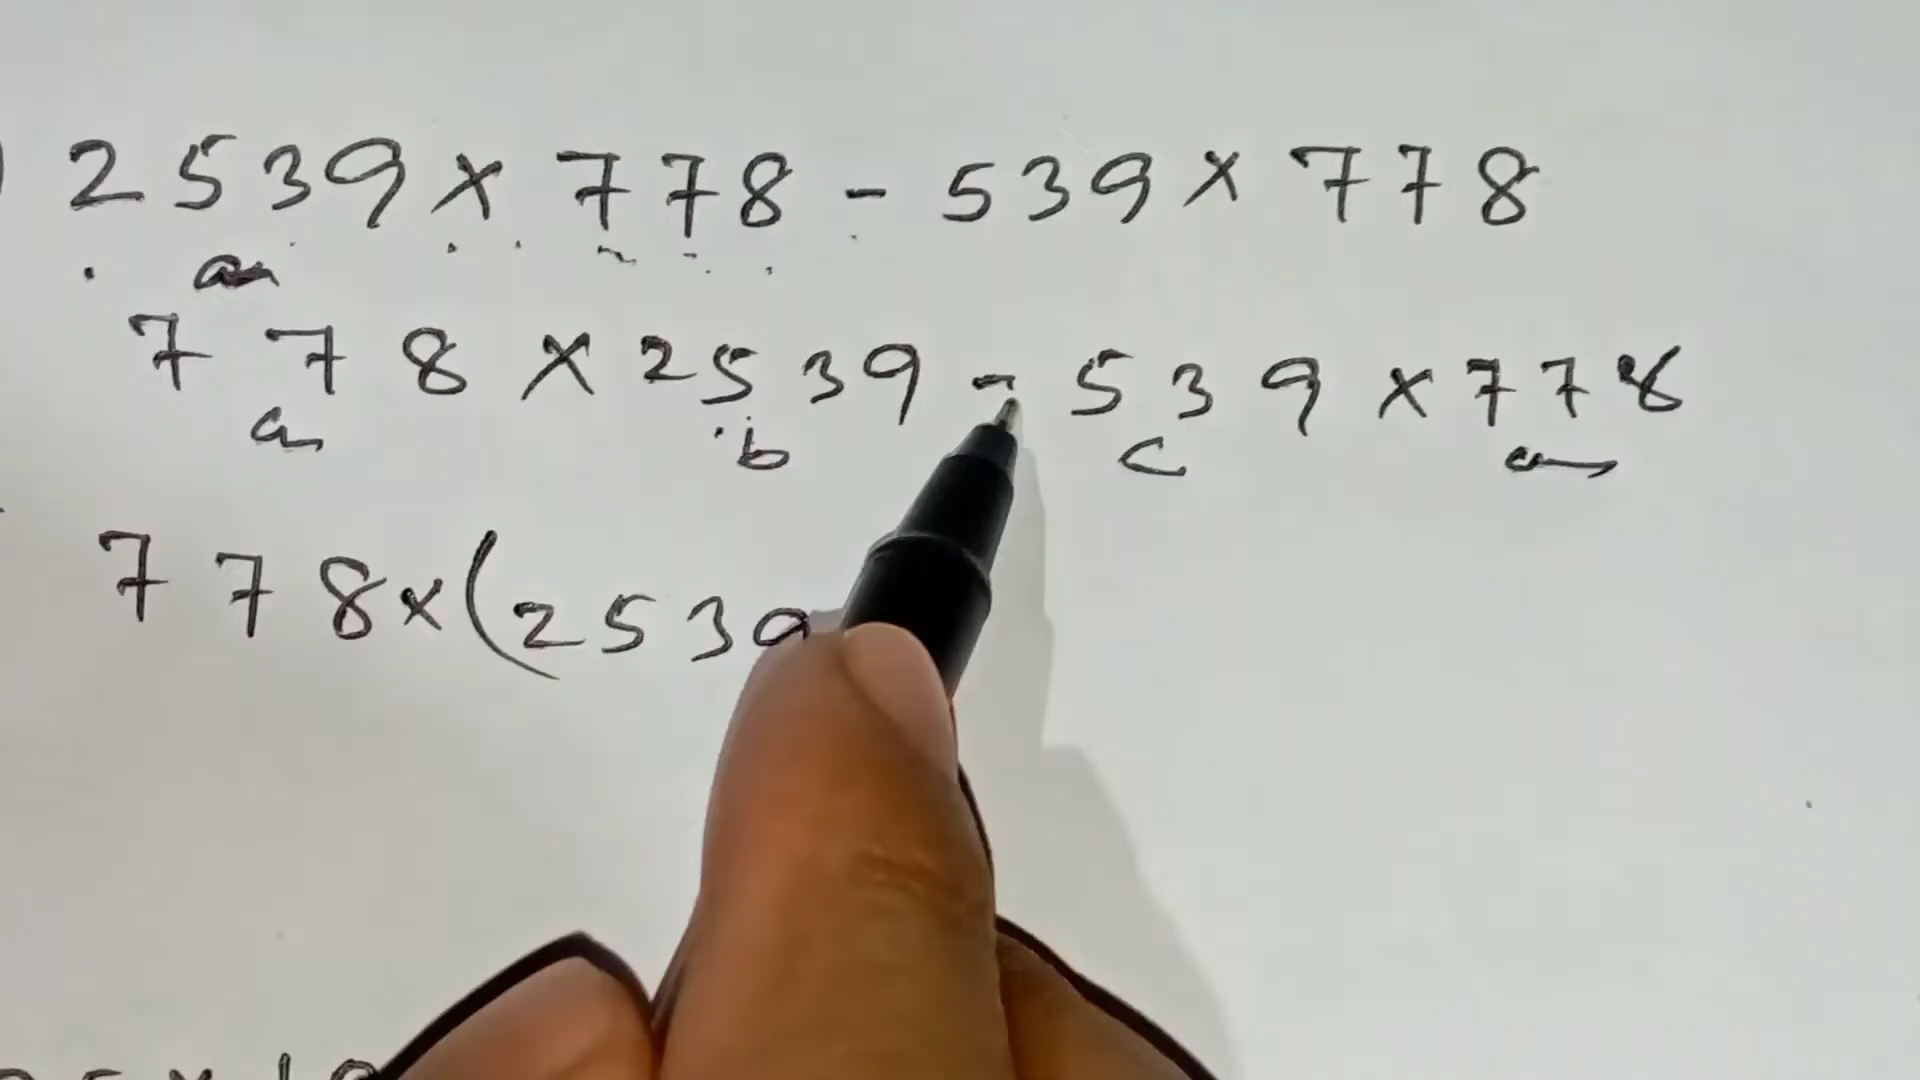 2539 × 778 - 539 × 778
a
778 × 2539 - 539 × 778
a b c a
778 × (2539